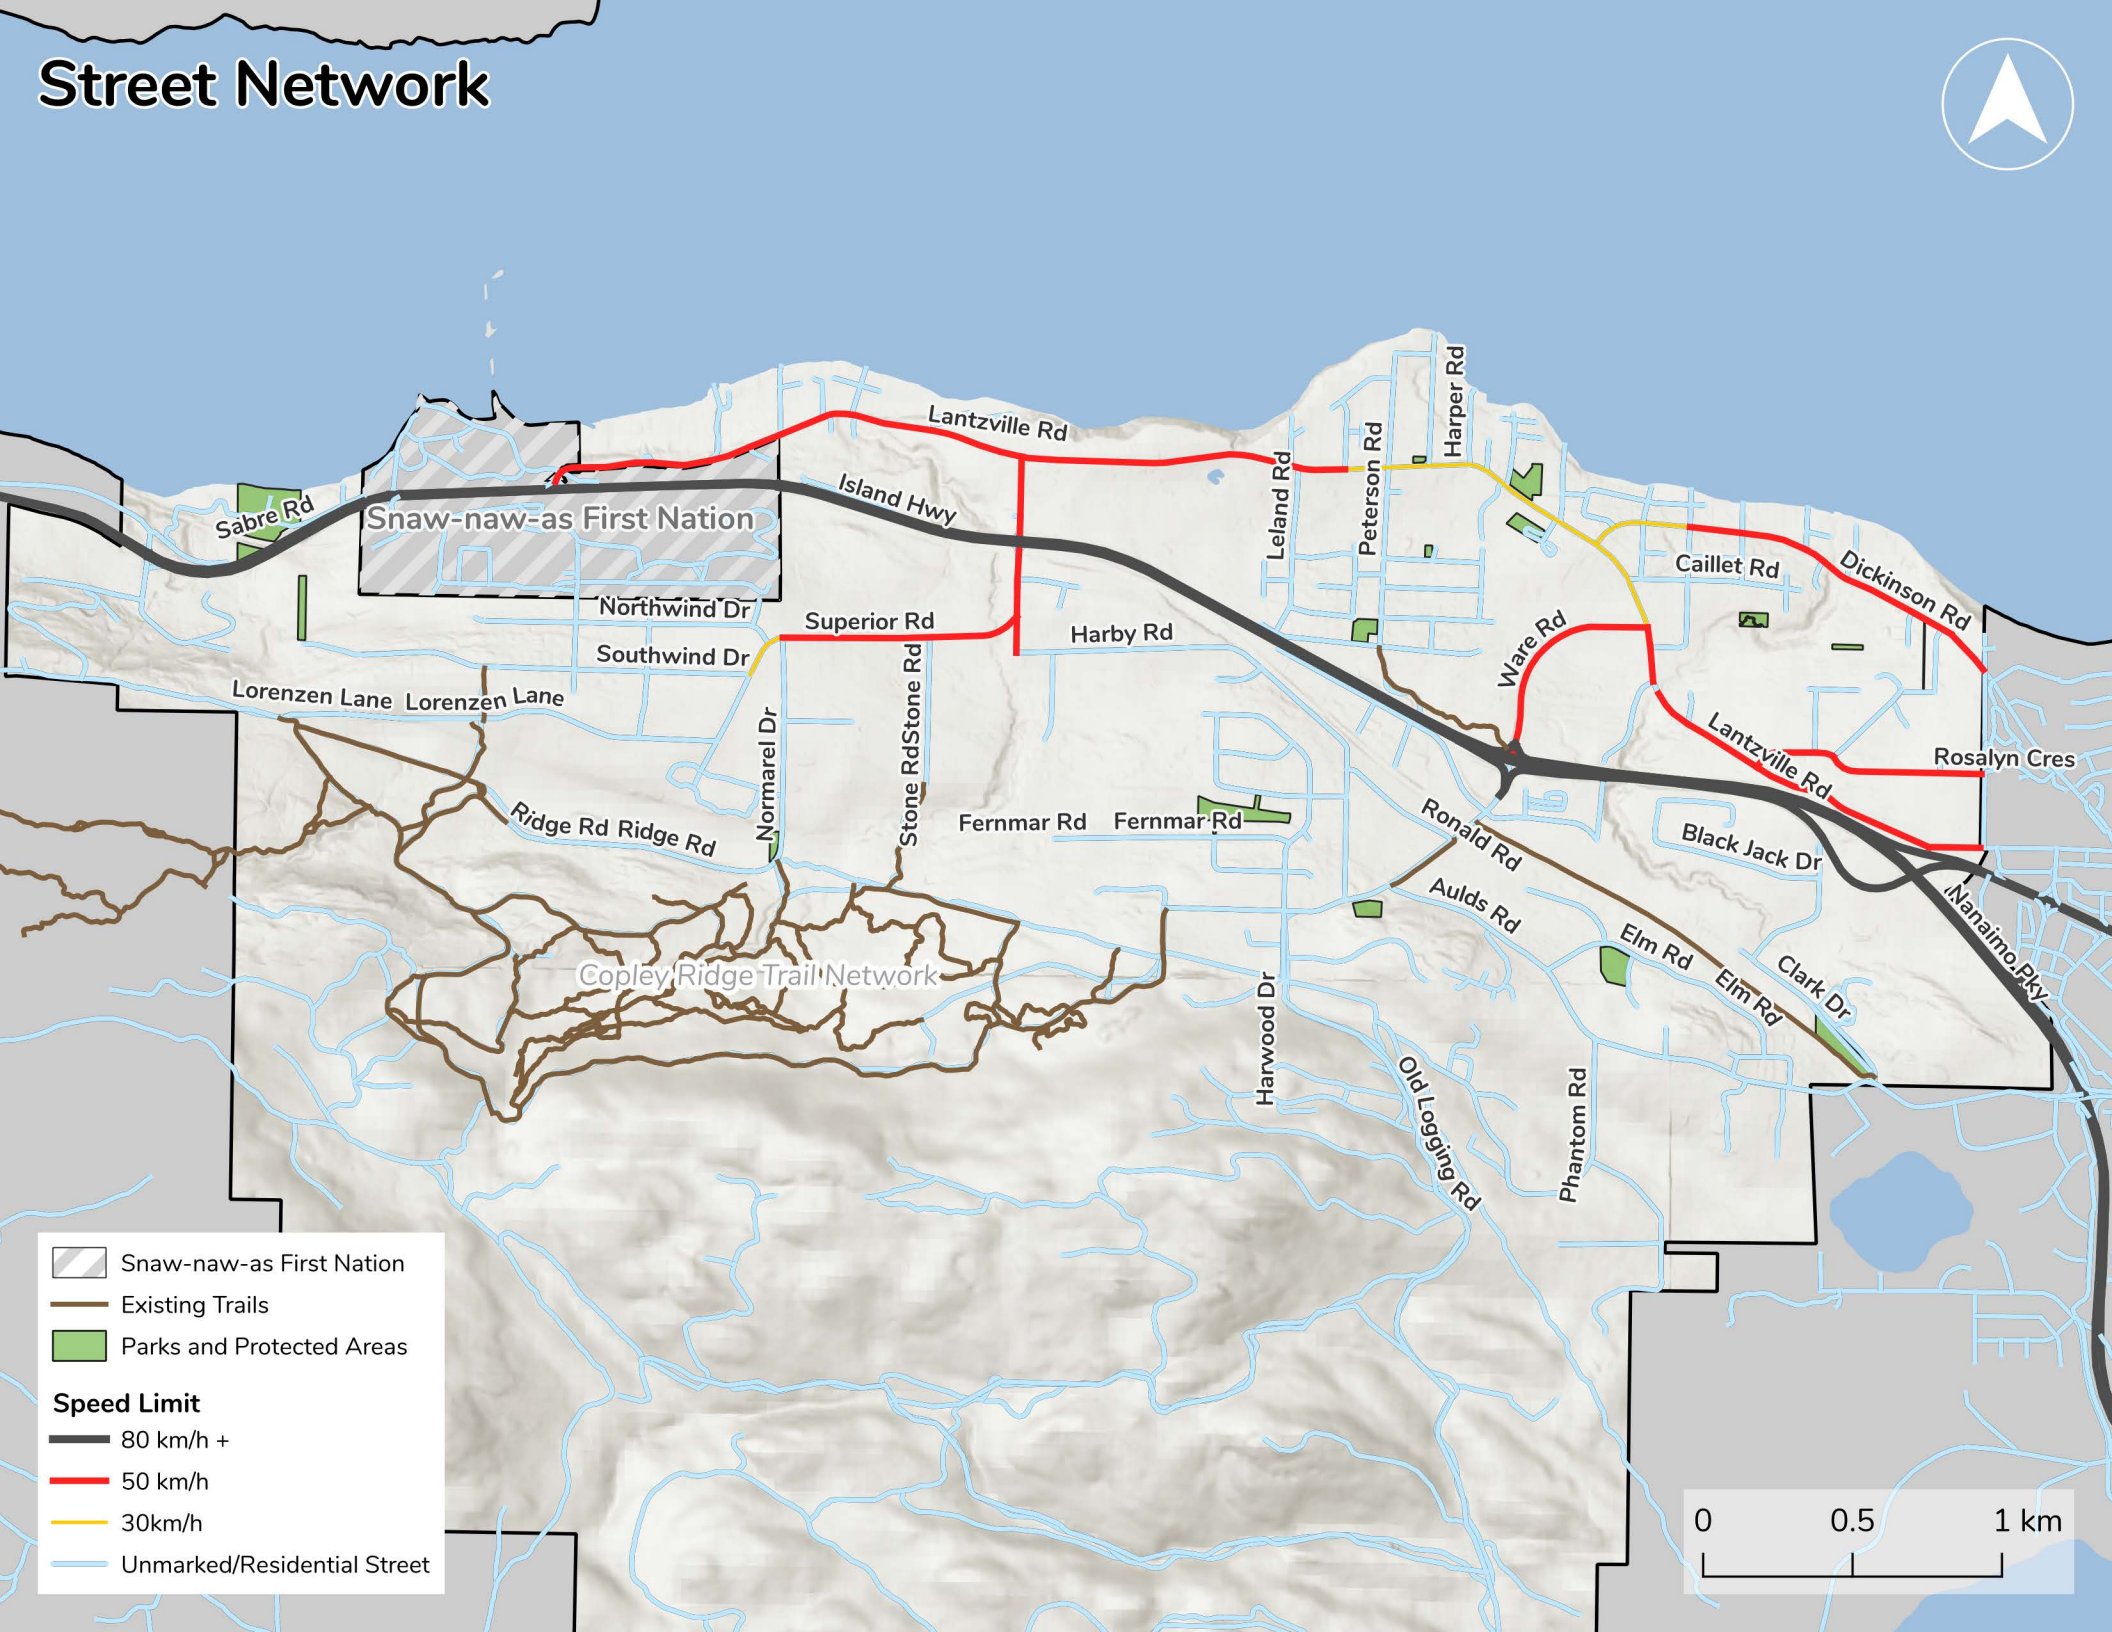 Street Network
Harper Rd
Lantzville Rd
Peterson Rd
Leland Rd
Island Hwy
Sabre Rd
Snaw-naw-as First Nation
Caillet Rd
Dickinson Rd
Northwind Dr
Superior Rd
Harby Rd
Ware Rd
Southwind Dr
Stone Rd
Stone Rd
Lorenzen Lane
Lorenzen Lane
Normarel Dr
Lantzville Rd
Rosalyn Cres
Ridge Rd
Ridge Rd
Fernmar Rd
Fernmar Rd
Ronald Rd
Black Jack Dr
Aulds Rd
Nanaimo Pky
Elm Rd
Elm Rd
Clark Dr
Copley Ridge Trail Network
Harwood Dr
Old Logging Rd
Phantom Rd
Snaw-naw-as First Nation
Existing Trails
Parks and Protected Areas
Speed Limit
80 km/h +
50 km/h
30km/h
Unmarked/Residential Street
0 0.5 1 km